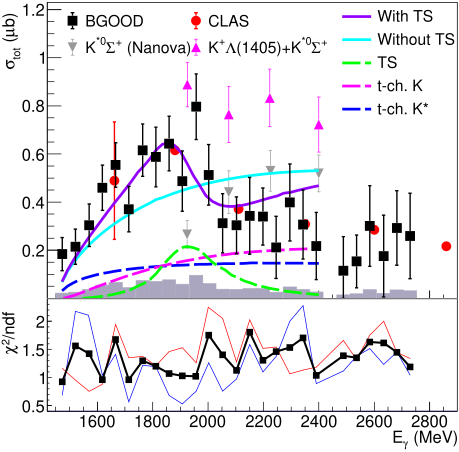 σtot (μb)
1.2
1
0.8
0.6
0.4
0.2
BGOOD
CLAS
K*0Σ+ (Nanova)
K+Λ(1405)+K*0Σ+
With TS
Without TS
TS
t-ch. K
t-ch. K*
χ2/ndf
2
1.5
1
0.5
1600 1800 2000 2200 2400 2600 2800
Eγ (MeV)